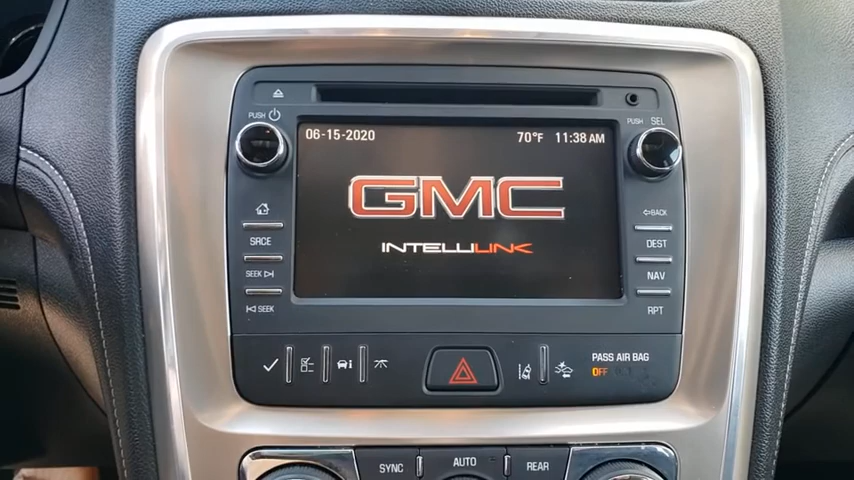 PUSH
PUSH SEL
06-15-2020 70°F 11:38 AM
GMC
INTELLILINK
SRCE
SEEK
SEEK
BACK
DEST
NAV
RPT
PASS AIR BAG
OFF
SYNC AUTO REAR